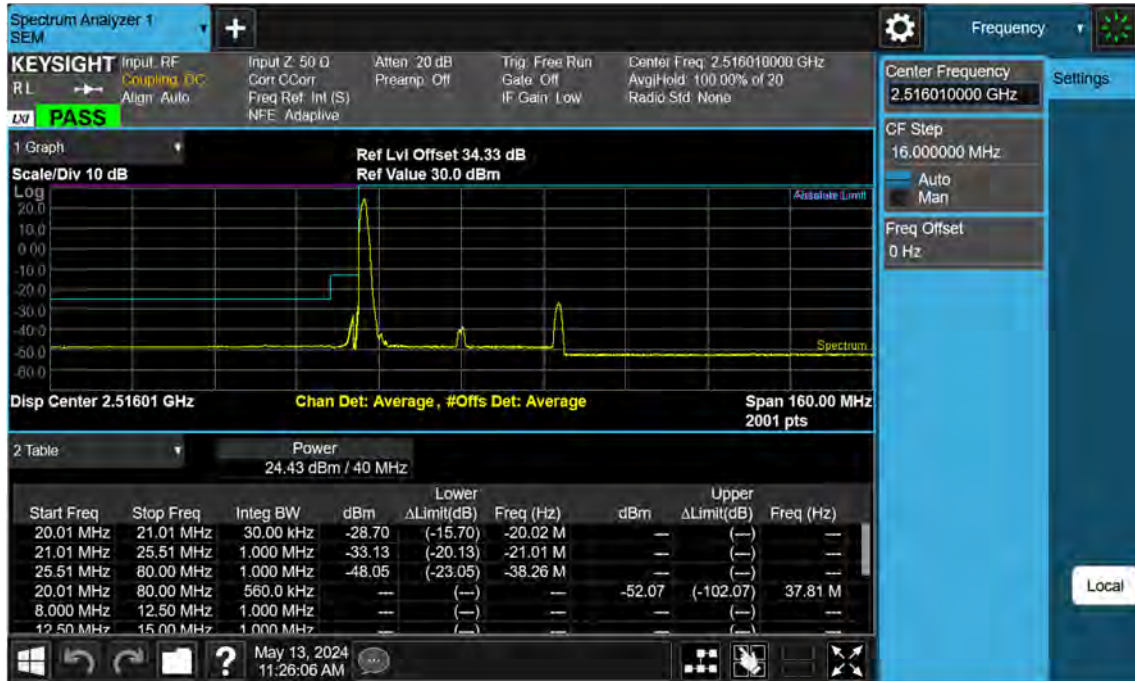 Spectrum Analyzer 1
SEM
Frequency
KEYSIGHT
RL
LXI
PASS
Input: RF
Coupling: DC
Align: Auto
Input Z: 50 Ω
Corr CCorr
Freq Ref: Int (S)
NFE: Adaptive
Atten: 20 dB
Preamp: Off
Trig: Free Run
Gate: Off
IF Gain: Low
Center Freq: 2.516010000 GHz
Avg|Hold: 100.00% of 20
Radio Std: None
Center Frequency
2.516010000 GHz
Settings
CF Step
16.000000 MHz
Auto
Man
Freq Offset
0 Hz
1 Graph
Scale/Div 10 dB
Ref Lvl Offset 34.33 dB
Ref Value 30.0 dBm
Log
Absolute Limit
20.0
10.0
0.00
-10.0
-20.0
-30.0
-40.0
-50.0
-60.0
Spectrum
Disp Center 2.51601 GHz
Chan Det: Average, #Offs Det: Average
Span 160.00 MHz
2001 pts
2 Table
Power
24.43 dBm / 40 MHz
Lower Upper
Start Freq Stop Freq Integ BW dBm ΔLimit(dB) Freq (Hz) dBm ΔLimit(dB) Freq (Hz)
20.01 MHz 21.01 MHz 30.00 kHz -28.70 (-15.70) -20.02 M --- (---) ---
21.01 MHz 25.51 MHz 1.000 MHz -33.13 (-20.13) -21.01 M --- (---) ---
25.51 MHz 80.00 MHz 1.000 MHz -48.05 (-23.05) -38.26 M --- (---) ---
20.01 MHz 80.00 MHz 560.0 kHz --- (---) --- -52.07 (-102.07) 37.81 M
8.000 MHz 12.50 MHz 1.000 MHz --- (---) --- --- (---) ---
12.50 MHz 15.00 MHz 1.000 MHz --- (---) --- --- (---) ---
Local
?
May 13, 2024
11:26:06 AM